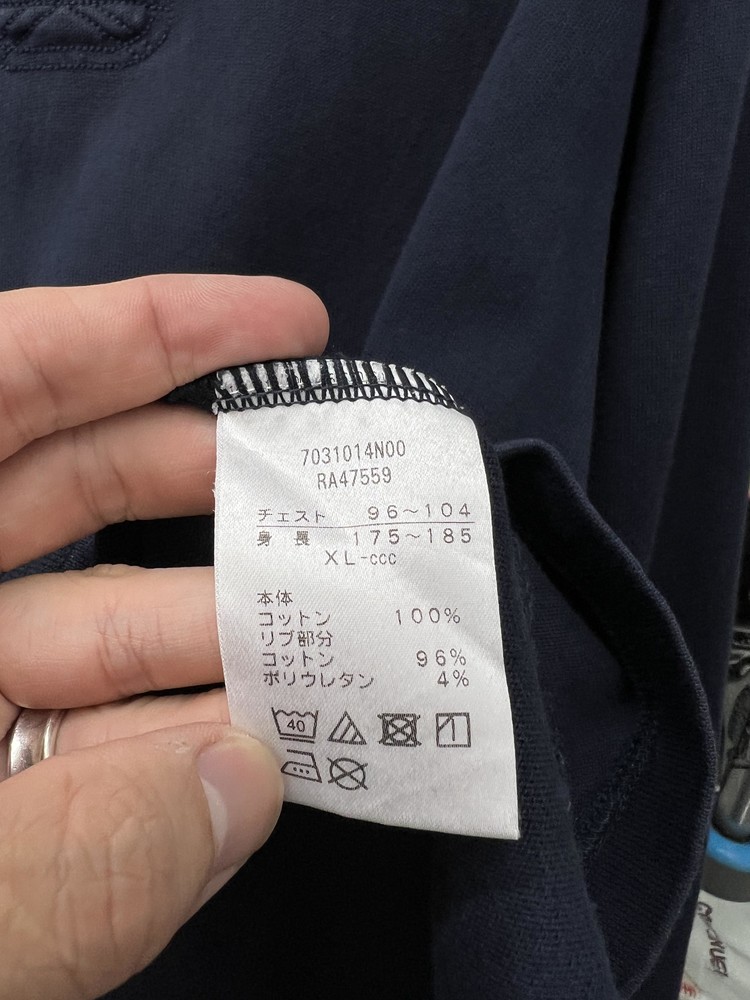 7031014N00
RA47559
チェスト 96〜104
身長 175〜185
XL-ccc
本体
コットン 100%
リブ部分
コットン 96%
ポリウレタン 4%
40